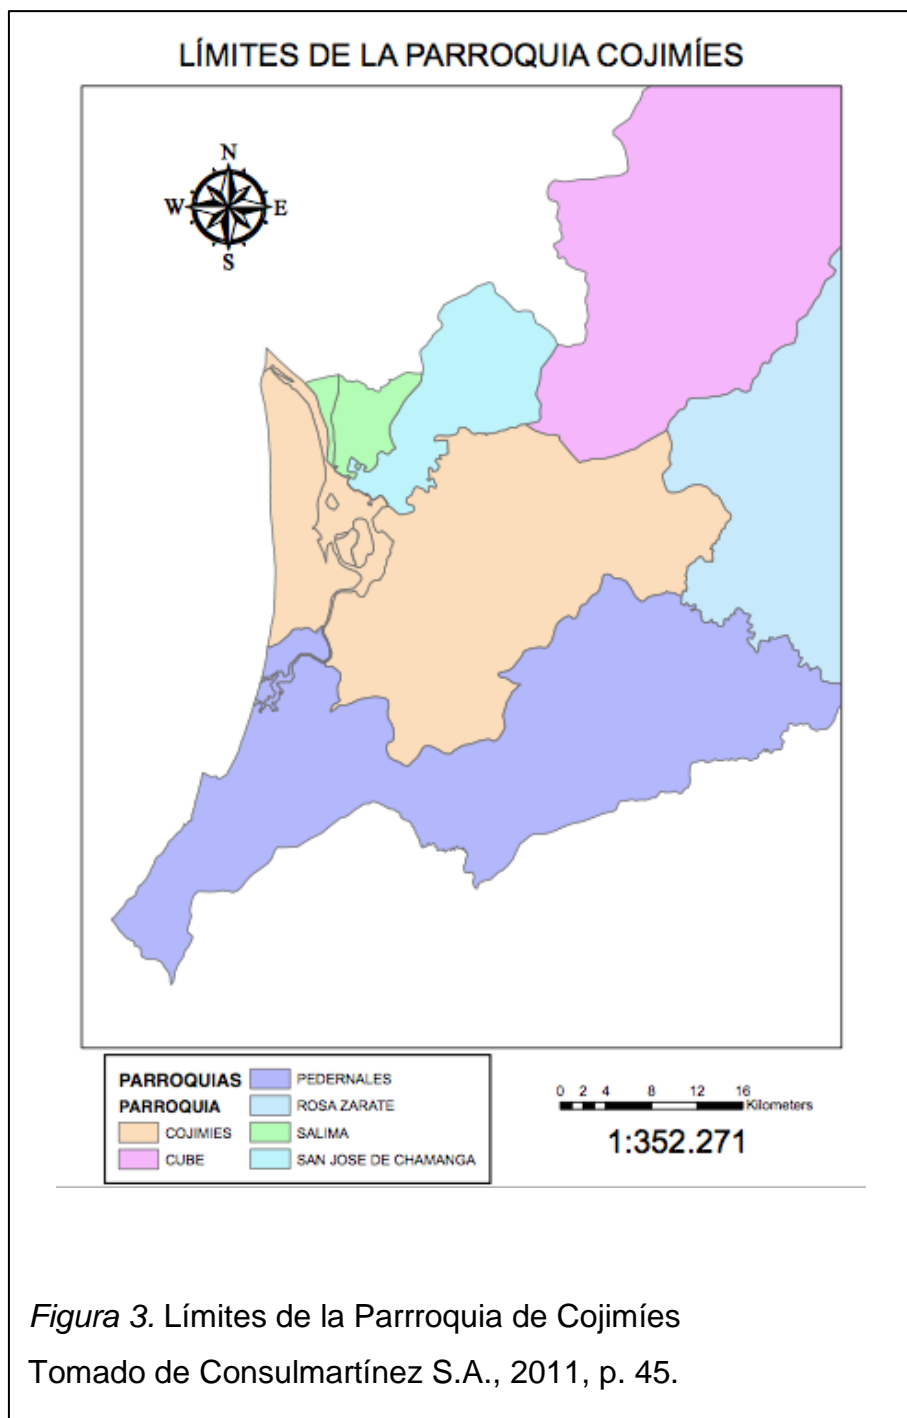 LÍMITES DE LA PARROQUIA COJIMÍES
N
W E
S
PARROQUIAS
PARROQUIA
COJIMIES
CUBE
PEDERNALES
ROSA ZARATE
SALIMA
SAN JOSE DE CHAMANGA
0 2 4 8 12 16
Kilometers
1:352.271
Figura 3. Límites de la Parrroquia de Cojimíes
Tomado de Consulmartínez S.A., 2011, p. 45.